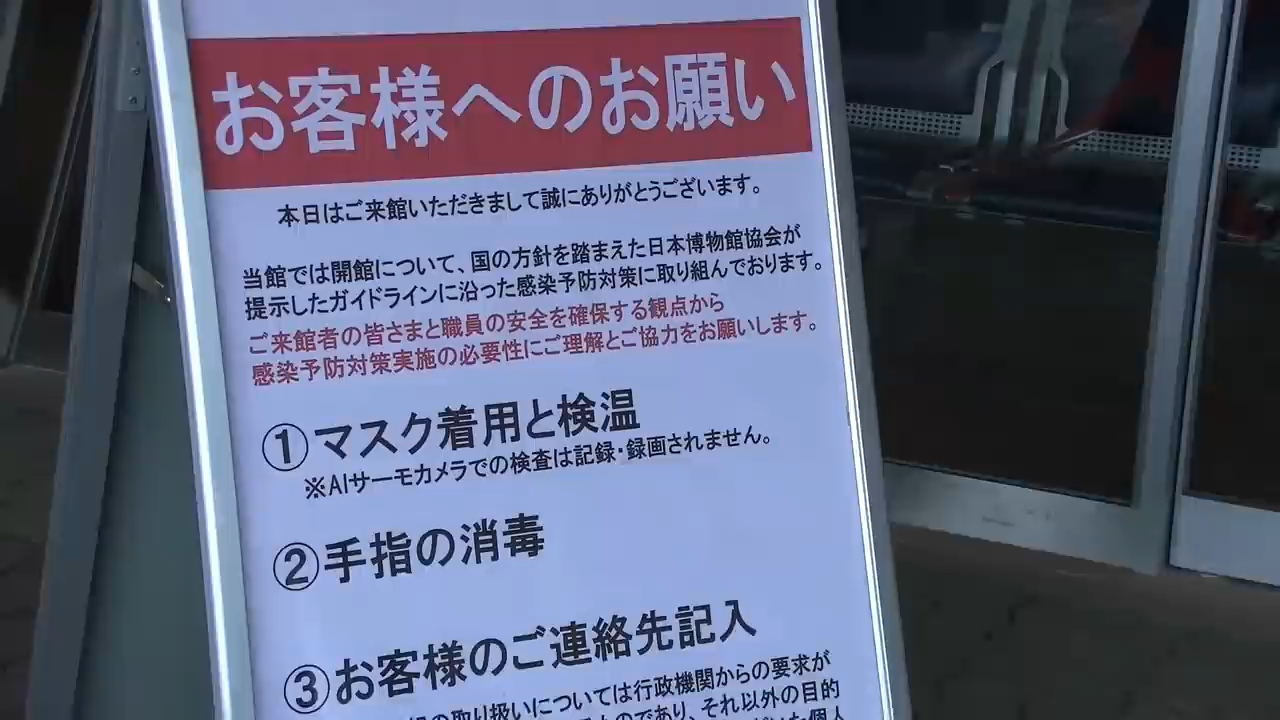 お客様へのお願い
本日はご来館いただきまして誠にありがとうございます。
当館では開館について、国の方針を踏まえた日本博物館協会が
提示したガイドラインに沿った感染予防対策に取り組んでおります。
ご来館者の皆さまと職員の安全を確保する観点から
感染予防対策実施の必要性にご理解とご協力をお願いします。
①マスク着用と検温
※AIサーモカメラでの検査は記録・録画されません。
②手指の消毒
③お客様のご連絡先記入
の取り扱いについては行政機関からの要求が
ものであり、それ以外の目的
個人